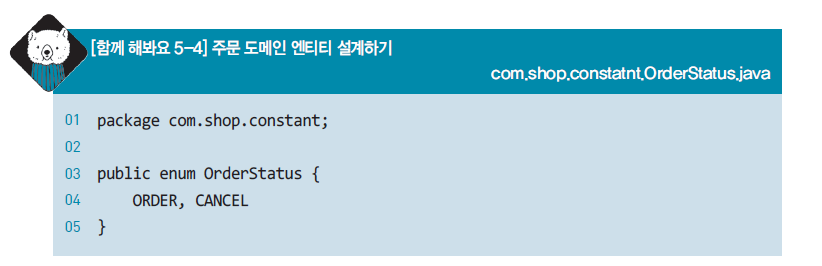 [함께 해봐요 5-4] 주문 도메인 엔티티 설계하기
com.shop.constatnt.OrderStatus.java
01 package com.shop.constant;
02
03 public enum OrderStatus {
04 ORDER, CANCEL
05 }